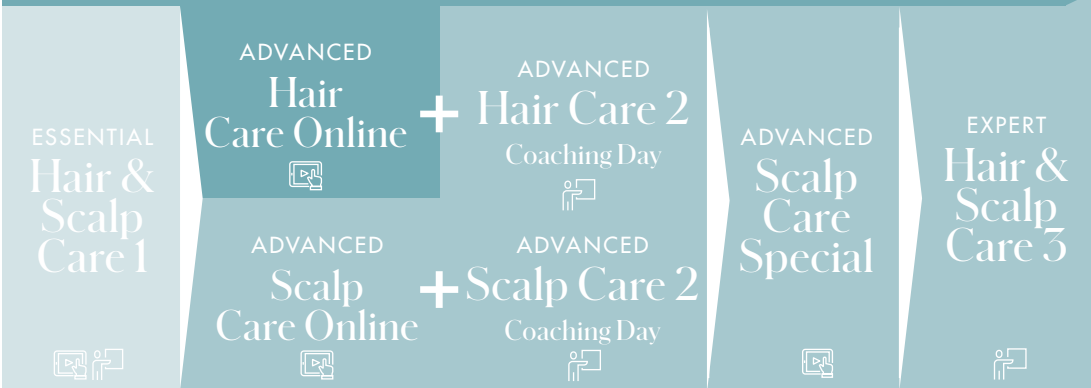 ESSENTIAL
Hair &
Scalp
Care 1
ADVANCED
Hair
Care Online
+
ADVANCED
Hair Care 2
Coaching Day
ADVANCED
Scalp
Care Online
+
ADVANCED
Scalp Care 2
Coaching Day
ADVANCED
Scalp
Care
Special
EXPERT
Hair &
Scalp
Care 3